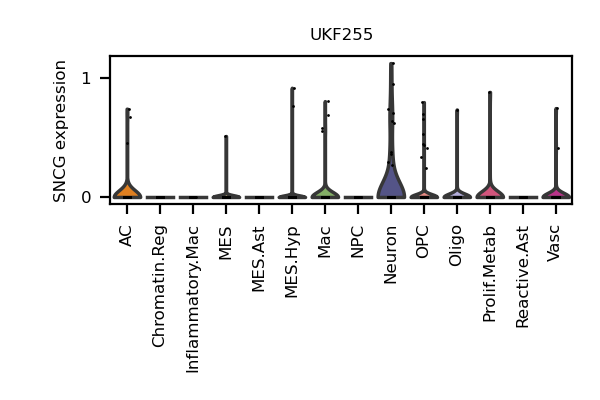 UKF255
SNCG expression
1
0
AC
Chromatin.Reg
Inflammatory.Mac
MES
MES.Ast
MES.Hyp
Mac
NPC
Neuron
OPC
Oligo
Prolif.Metab
Reactive.Ast
Vasc